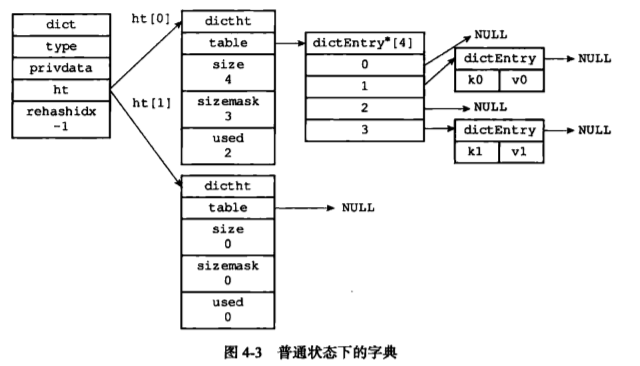 dict
type
privdata
ht
rehashidx
-1
ht[0]
ht[1]
dictht
table
size
4
sizemask
3
used
2
dictht
table
size
0
sizemask
0
used
0
NULL
dictEntry*[4]
0
1
2
3
NULL
dictEntry
k0 v0
NULL
NULL
dictEntry
k1 v1
NULL
图 4-3 普通状态下的字典